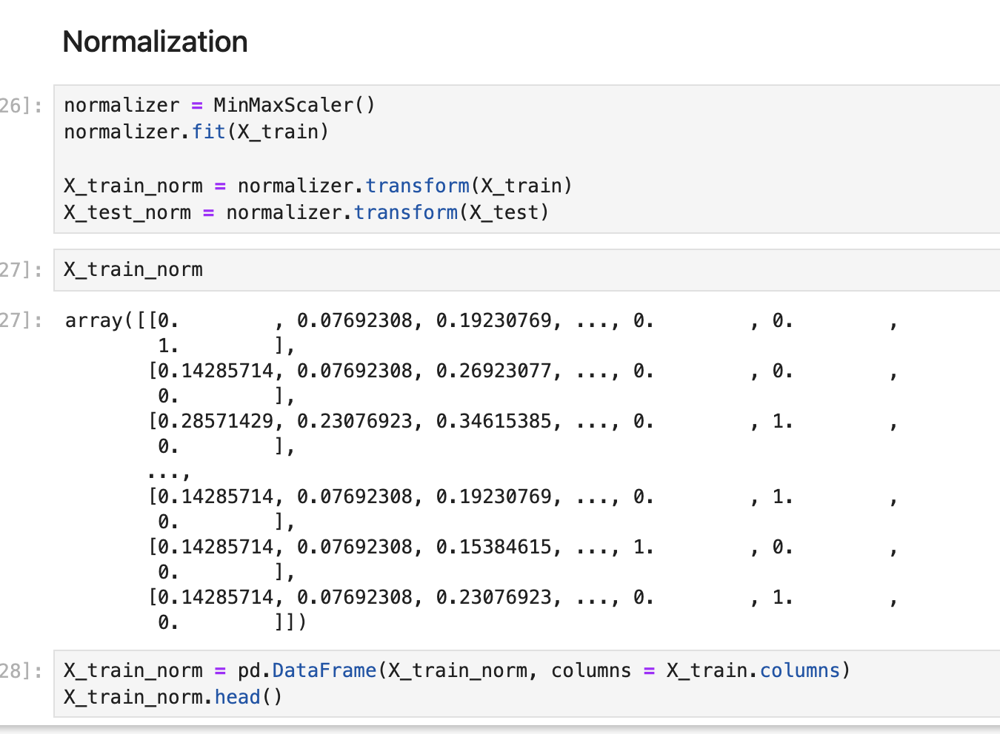 Normalization
26]:
normalizer = MinMaxScaler()
normalizer.fit(X_train)
X_train_norm = normalizer.transform(X_train)
X_test_norm = normalizer.transform(X_test)
27]:
X_train_norm
27]:
array([[0.        , 0.07692308, 0.19230769, ..., 0.        , 0.        ,
        1.        ],
       [0.14285714, 0.07692308, 0.26923077, ..., 0.        , 0.        ,
        0.        ],
       [0.28571429, 0.23076923, 0.34615385, ..., 0.        , 1.        ,
        0.        ],
       ...,
       [0.14285714, 0.07692308, 0.19230769, ..., 0.        , 1.        ,
        0.        ],
       [0.14285714, 0.07692308, 0.15384615, ..., 1.        , 0.        ,
        0.        ],
       [0.14285714, 0.07692308, 0.23076923, ..., 0.        , 1.        ,
        0.        ]])
28]:
X_train_norm = pd.DataFrame(X_train_norm, columns = X_train.columns)
X_train_norm.head()